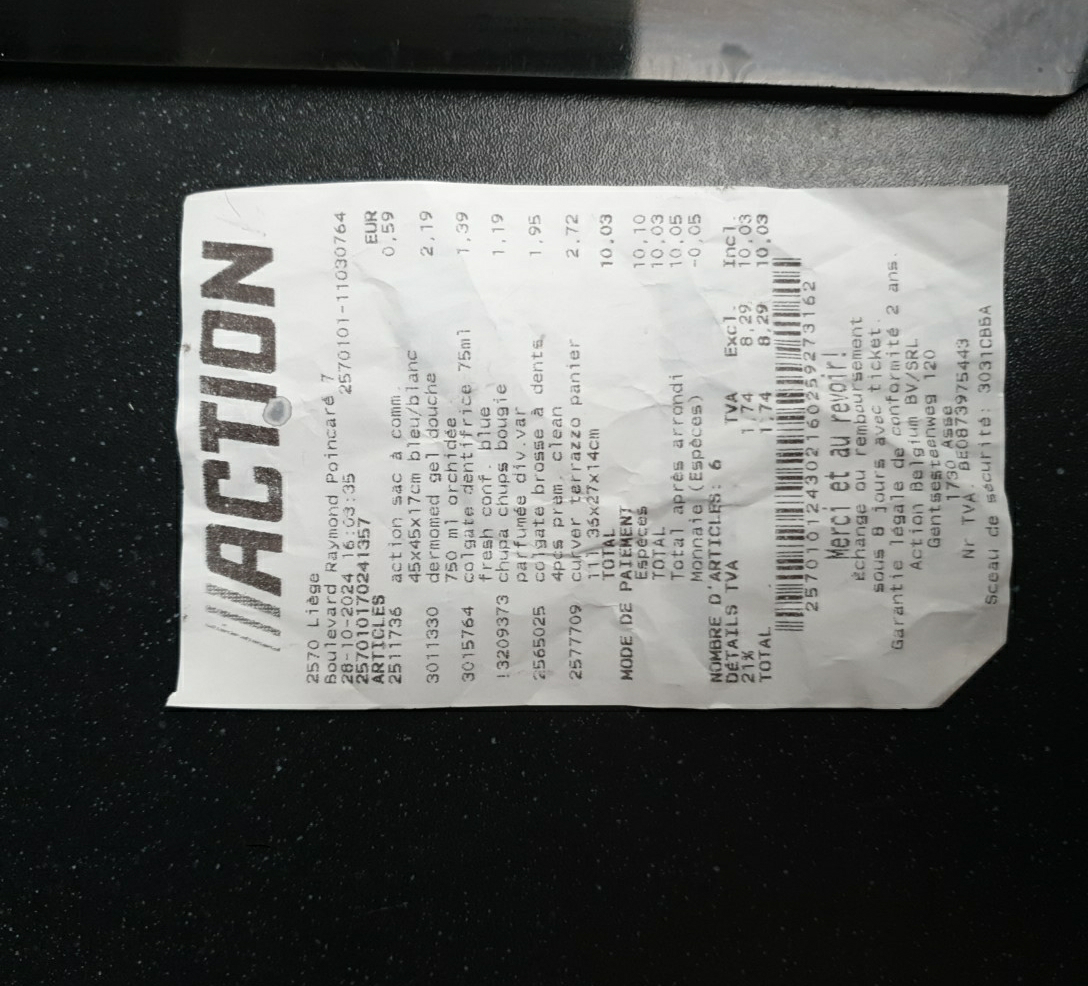 ///ACTION
2570 Liège
Boulevard Raymond Poincaré 7
28-10-2024 16:03:35 2570101-11030764
2570101702413​57
ARTICLES EUR
2511736 action sac à comm. 0,59
45x45x17cm bleu/blanc
3011330 dermomed gel douche 2,19
750 ml orchidée
3015764 colgate dentifrice 75ml 1,39
fresh conf. blue
!3209373 chupa chups bougie 1,19
parfumée div.var
2565025 colgate brosse à dents 1,95
4pcs prem. clean
2577709 curver terrazzo panier 2,72
11 l 36x27x14cm
TOTAL 10,03
MODE DE PAIEMENT
Espèces 10,10
TOTAL 10,03
Total après arrondi 10,05
Monnaie (Espèces) -0,05
NOMBRE D'ARTICLES: 6
DÉTAILS TVA TVA Excl. Incl.
21% 1,74 8,29 10,03
TOTAL 1,74 8,29 10,03
2570101243021602359273162
Merci et au revoir!
Échange ou remboursement
sous 8 jours avec ticket.
Garantie légale de conformité 2 ans.
Action Belgium BV/SRL
Gentsesteenweg 120
1730 Asse
Nr TVA. BE0873975443
Sceau de sécurité: 3031CBBA